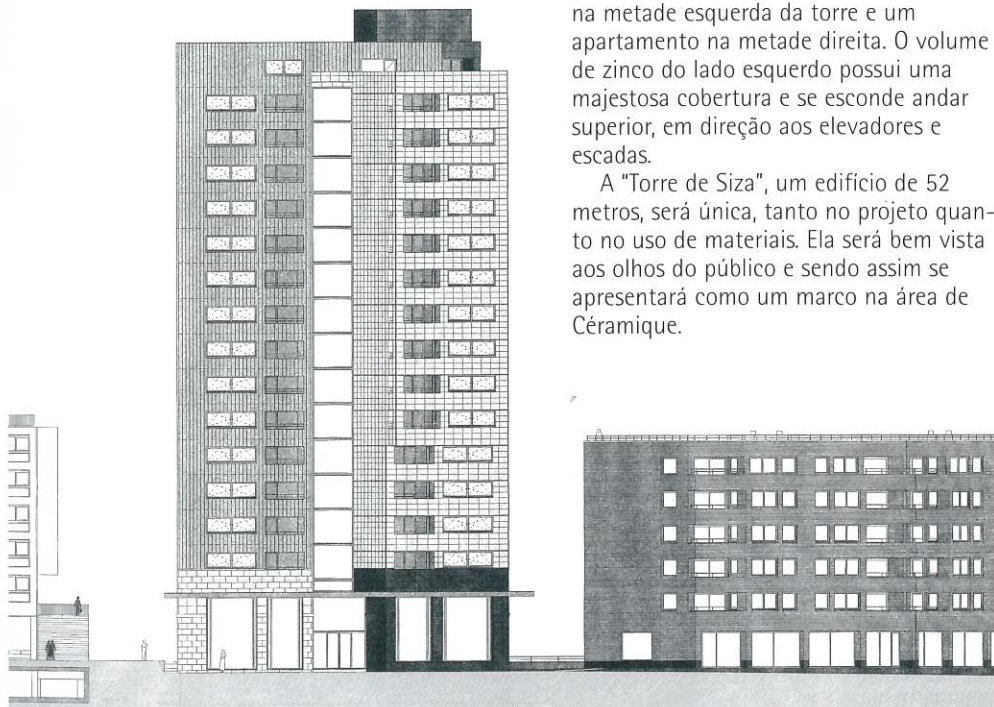 na metade esquerda da torre e um
apartamento na metade direita. O volume
de zinco do lado esquerdo possui uma
majestosa cobertura e se esconde andar
superior, em direção aos elevadores e
escadas.
A "Torre de Siza", um edifício de 52
metros, será única, tanto no projeto quan-
to no uso de materiais. Ela será bem vista
aos olhos do público e sendo assim se
apresentará como um marco na área de
Céramique.